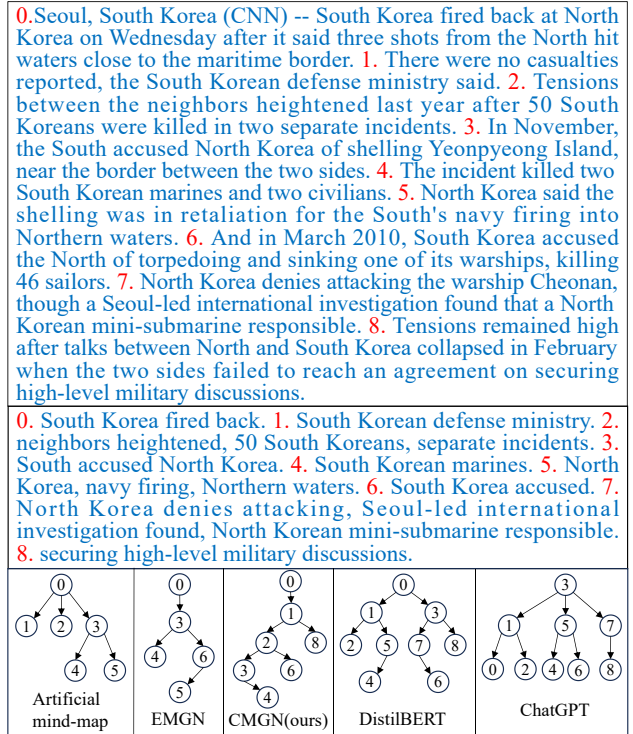 0.Seoul, South Korea (CNN) -- South Korea fired back at North
Korea on Wednesday after it said three shots from the North hit
waters close to the maritime border. 1. There were no casualties
reported, the South Korean defense ministry said. 2. Tensions
between the neighbors heightened last year after 50 South
Koreans were killed in two separate incidents. 3. In November,
the South accused North Korea of shelling Yeonpyeong Island,
near the border between the two sides. 4. The incident killed two
South Korean marines and two civilians. 5. North Korea said the
shelling was in retaliation for the South's navy firing into
Northern waters. 6. And in March 2010, South Korea accused
the North of torpedoing and sinking one of its warships, killing
46 sailors. 7. North Korea denies attacking the warship Cheonan,
though a Seoul-led international investigation found that a North
Korean mini-submarine responsible. 8. Tensions remained high
after talks between North and South Korea collapsed in February
when the two sides failed to reach an agreement on securing
high-level military discussions.
0. South Korea fired back. 1. South Korean defense ministry. 2.
neighbors heightened, 50 South Koreans, separate incidents. 3.
South accused North Korea. 4. South Korean marines. 5. North
Korea, navy firing, Northern waters. 6. South Korea accused. 7.
North Korea denies attacking, Seoul-led international
investigation found, North Korean mini-submarine responsible.
8. securing high-level military discussions.
0
1 2 3
4 5
Artificial
mind-map
0
3
4 6
5
EMGN
0
1
2 8
3 6
4
CMGN(ours)
0
1 3
2 5 7 8
4 6
DistilBERT
3
1 5 7
0 2 4 6 8
ChatGPT